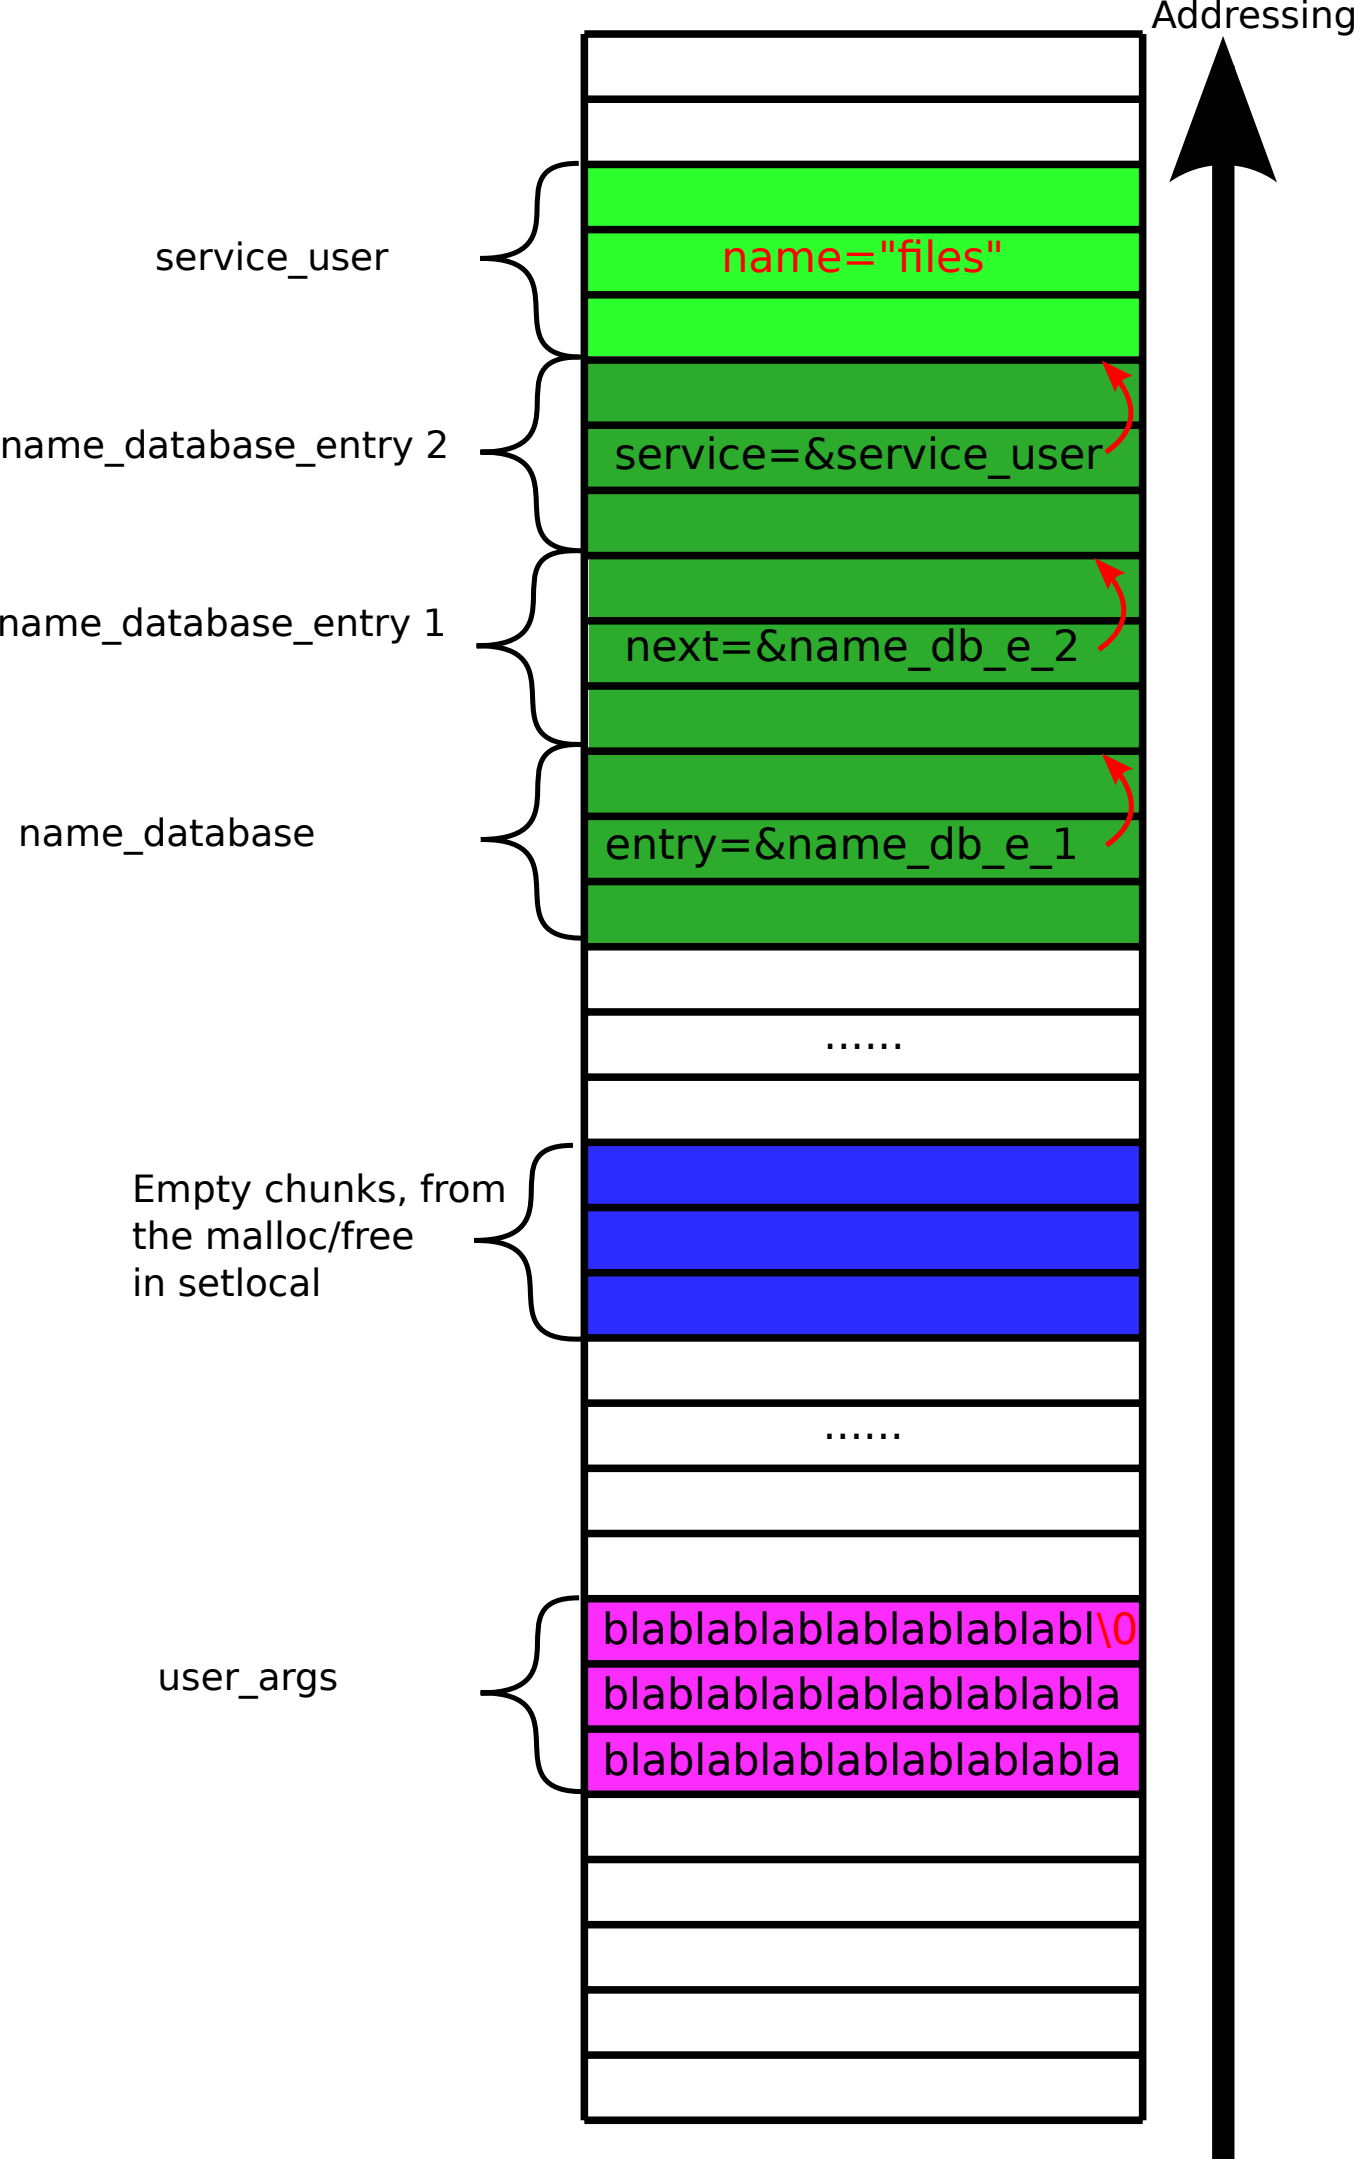 Addressing
service_user
name="files"
name_database_entry 2
service=&service_user
name_database_entry 1
next=&name_db_e_2
name_database
entry=&name_db_e_1
......
Empty chunks, from
the malloc/free
in setlocal
......
user_args
blablablablablablablabl\0
blablablablablablablabla
blablablablablablablabla